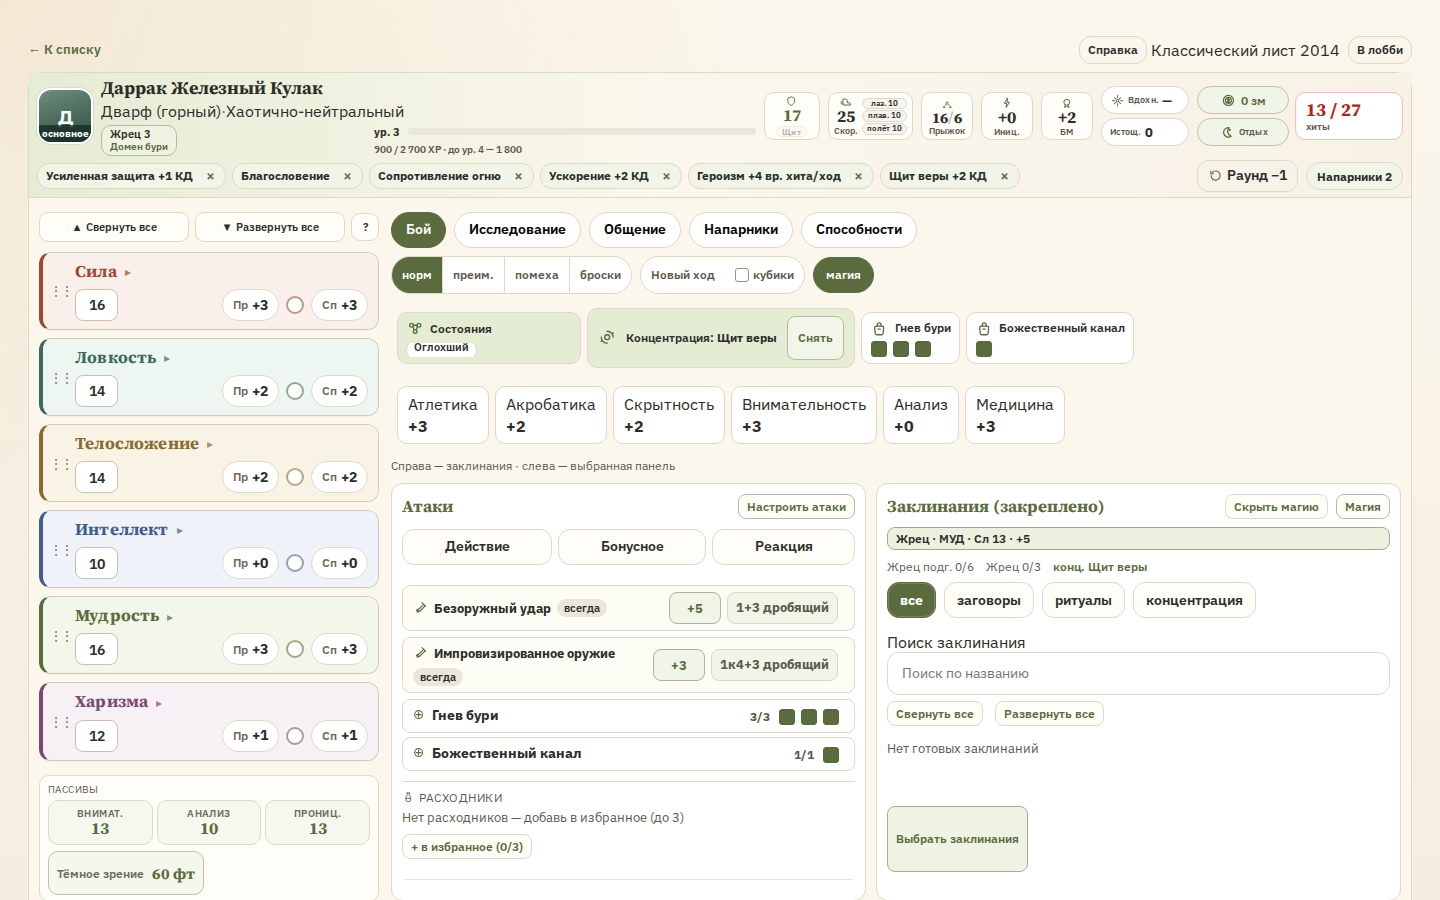 ← К списку
Справка Классический лист 2014 В лобби
Д
основное
Даррак Железный Кулак
Дварф (горный)·Хаотично-нейтральный
Жрец 3
Домен бури
ур. 3
900 / 2 700 XP · до ур. 4 — 1 800
17
Щит
25
Скор.
лаз. 10
плав. 10
полёт 10
16/6
Прыжок
+0
Иниц.
+2
БМ
Вдохн. —
Истощ. 0
0 зм
Отдых
13 / 27
хиты
Усиленная защита +1 КД ×
Благословение ×
Сопротивление огню ×
Ускорение +2 КД ×
Героизм +4 вр. хита/ход ×
Щит веры +2 КД ×
Раунд −1
Напарники 2
▲ Свернуть все
▼ Развернуть все
?
Сила ▸
16
Пр +3
Сп +3
Ловкость ▸
14
Пр +2
Сп +2
Телосложение ▸
14
Пр +2
Сп +2
Интеллект ▸
10
Пр +0
Сп +0
Мудрость ▸
16
Пр +3
Сп +3
Харизма ▸
12
Пр +1
Сп +1
ПАССИВЫ
ВНИМАТ.
13
АНАЛИЗ
10
ПРОНИЦ.
13
Тёмное зрение 60 фт
Бой
Исследование
Общение
Напарники
Способности
норм
преим.
помеха
броски
Новый ход
кубики
магия
Состояния
Оглохший
Концентрация: Щит веры
Снять
Гнев бури
Божественный канал
Атлетика
+3
Акробатика
+2
Скрытность
+2
Внимательность
+3
Анализ
+0
Медицина
+3
Справа — заклинания · слева — выбранная панель
Атаки
Настроить атаки
Действие
Бонусное
Реакция
Безоружный удар всегда
+5
1+3 дробящий
Импровизированное оружие
всегда
+3
1к4+3 дробящий
Гнев бури
3/3
Божественный канал
1/1
РАСХОДНИКИ
Нет расходников — добавь в избранное (до 3)
+ в избранное (0/3)
Заклинания (закреплено)
Скрыть магию
Магия
Жрец · МУД · Сл 13 · +5
Жрец подг. 0/6 Жрец 0/3 конц. Щит веры
все
заговоры
ритуалы
концентрация
Поиск заклинания
Поиск по названию
Свернуть все
Развернуть все
Нет готовых заклинаний
Выбрать заклинания